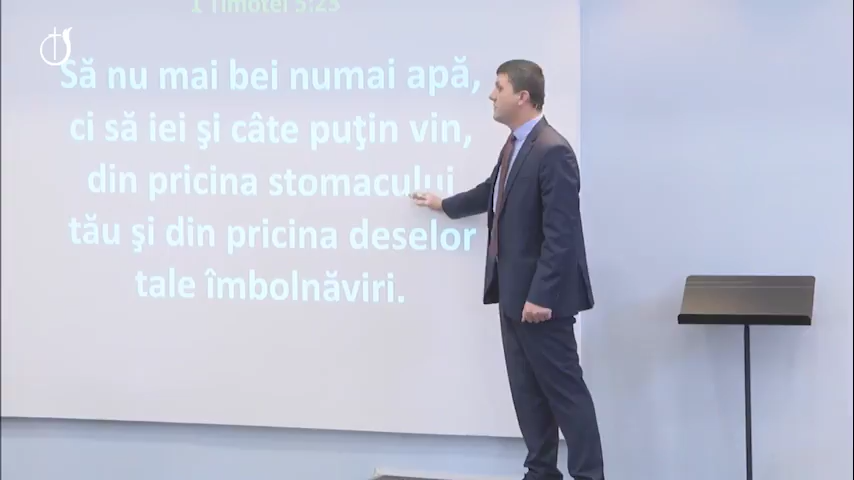 1 Timotei 5:23
Să nu mai bei numai apă,
ci să iei şi câte puţin vin,
din pricina stomacului
tău şi din pricina deselor
tale îmbolnăviri.